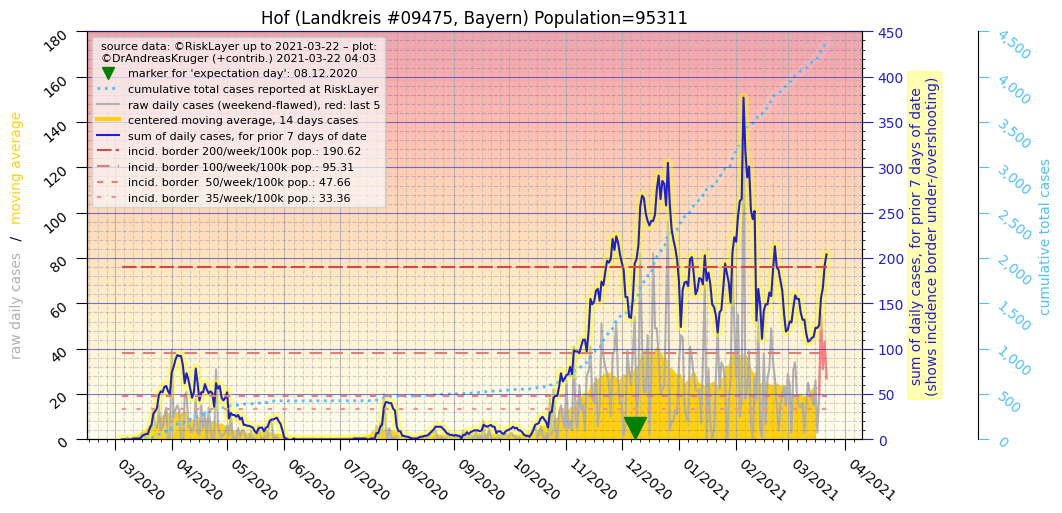 Hof (Landkreis #09475, Bayern) Population=95311
source data: ©RiskLayer up to 2021-03-22 – plot:
©DrAndreasKruger (+contrib.) 2021-03-22 04:03
marker for 'expectation day': 08.12.2020
cumulative total cases reported at RiskLayer
raw daily cases (weekend-flawed), red: last 5
centered moving average, 14 days cases
sum of daily cases, for prior 7 days of date
incid. border 200/week/100k pop.: 190.62
incid. border 100/week/100k pop.: 95.31
incid. border  50/week/100k pop.: 47.66
incid. border  35/week/100k pop.: 33.36
raw daily cases / moving average
180
160
140
120
100
80
60
40
20
0
03/2020
04/2020
05/2020
06/2020
07/2020
08/2020
09/2020
10/2020
11/2020
12/2020
01/2021
02/2021
03/2021
04/2021
450
400
350
300
250
200
150
100
50
0
sum of daily cases, for prior 7 days of date
(shows incidence border under-/overshooting)
4,500
4,000
3,500
3,000
2,500
2,000
1,500
1,000
500
0
cumulative total cases